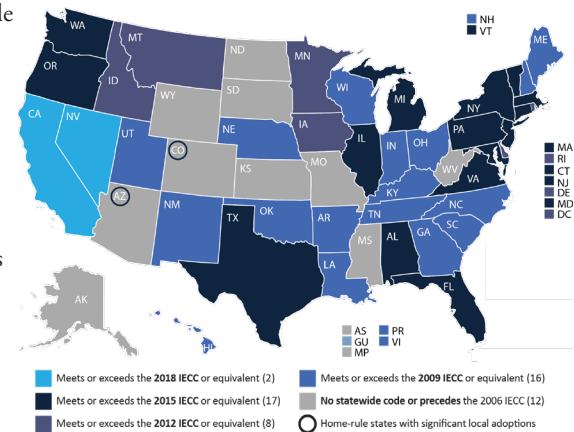 le
s
NH
VT
WA
MT
ND
MN
ME
OR
ID
SD
WI
MI
NY
WY
IA
PA
CA
NV
UT
NE
IL
IN
OH
MA
RI
CT
NJ
DE
MD
DC
CO
KS
MO
WV
VA
KY
AZ
NM
OK
AR
TN
NC
SC
TX
MS
AL
GA
LA
FL
AK
HI
AS
GU
MP
PR
VI
Meets or exceeds the 2018 IECC or equivalent (2)
Meets or exceeds the 2009 IECC or equivalent (16)
Meets or exceeds the 2015 IECC or equivalent (17)
No statewide code or precedes the 2006 IECC (12)
Meets or exceeds the 2012 IECC or equivalent (8)
Home-rule states with significant local adoptions